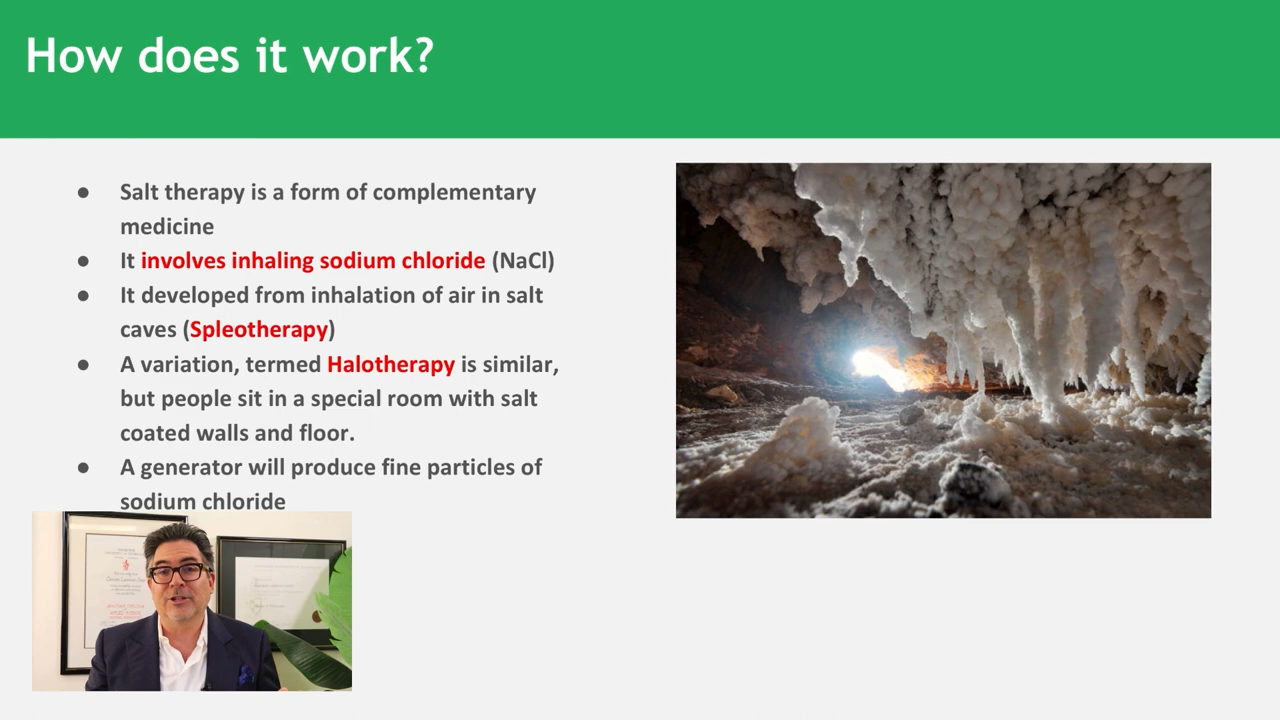 How does it work?
● Salt therapy is a form of complementary
medicine
● It involves inhaling sodium chloride (NaCl)
● It developed from inhalation of air in salt
caves (Spleotherapy)
● A variation, termed Halotherapy is similar,
but people sit in a special room with salt
coated walls and floor.
● A generator will produce fine particles of
sodium chloride